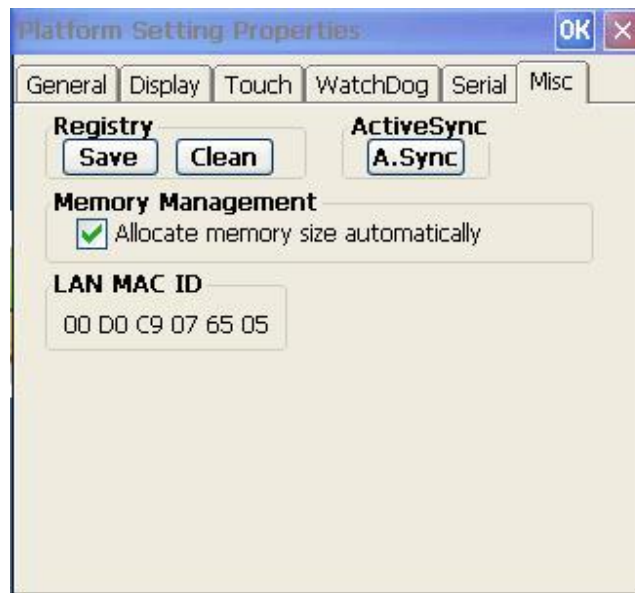 Platform Setting Properties OK
General Display Touch WatchDog Serial Misc
Registry ActiveSync
Save Clean A.Sync
Memory Management
Allocate memory size automatically
LAN MAC ID
00 D0 C9 07 65 05